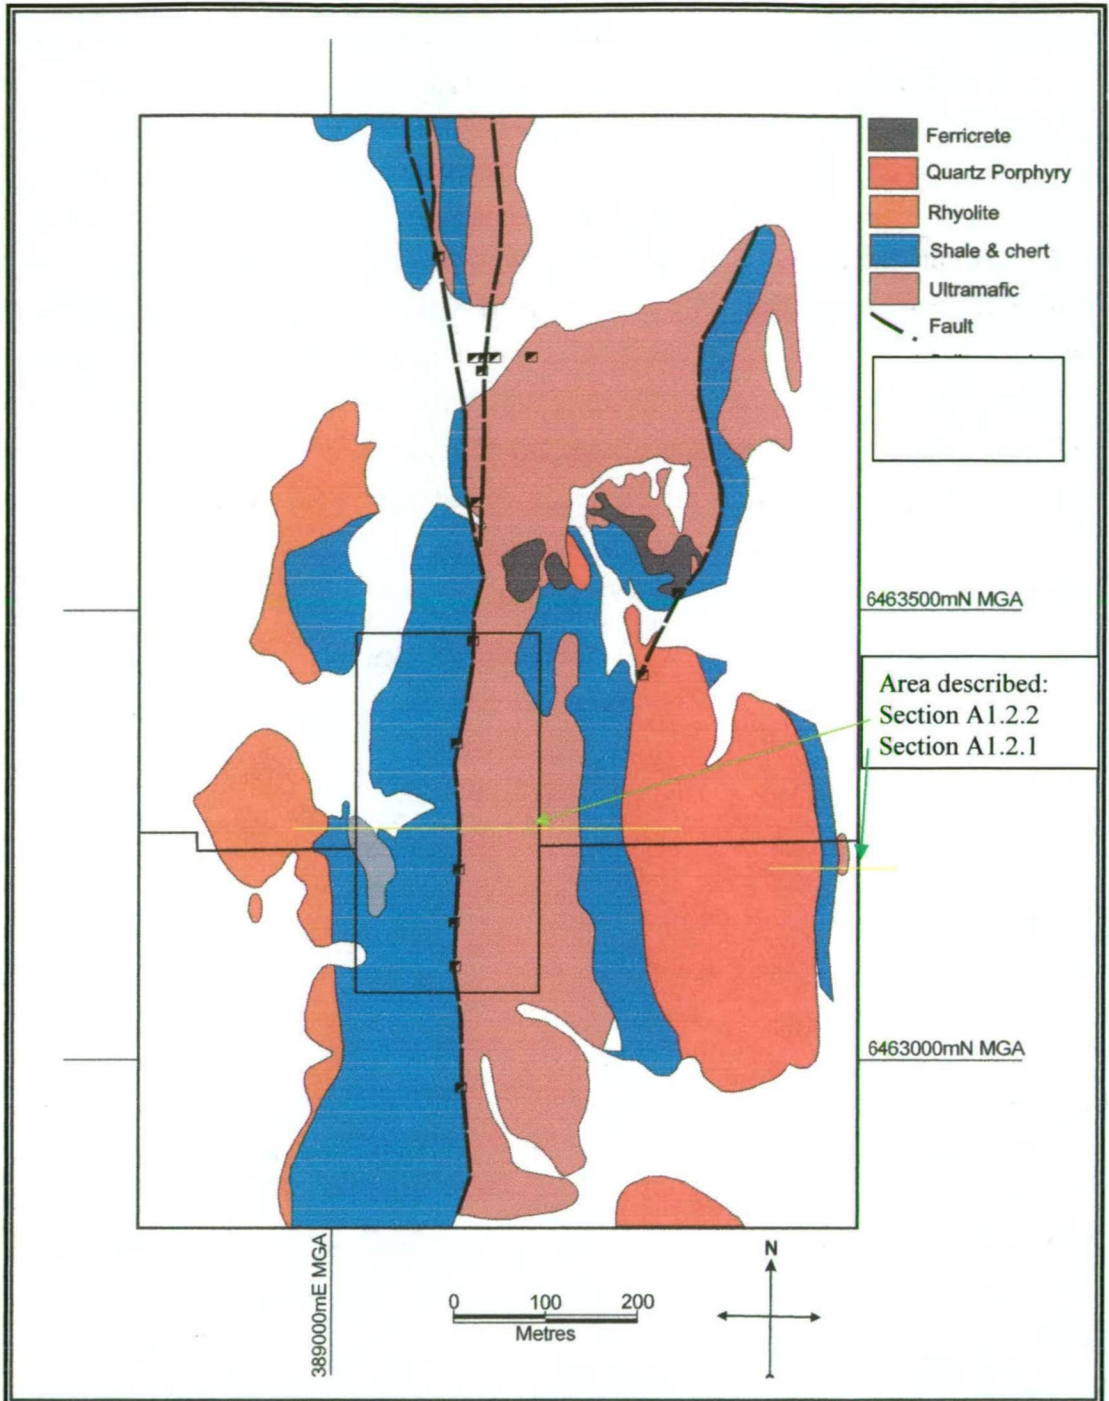 Ferricrete
Quartz Porphyry
Rhyolite
Shale & chert
Ultramafic
Fault
6463500mN MGA
Area described:
Section A1.2.2
Section A1.2.1
6463000mN MGA
389000mE MGA
N
0 100 200
Metres